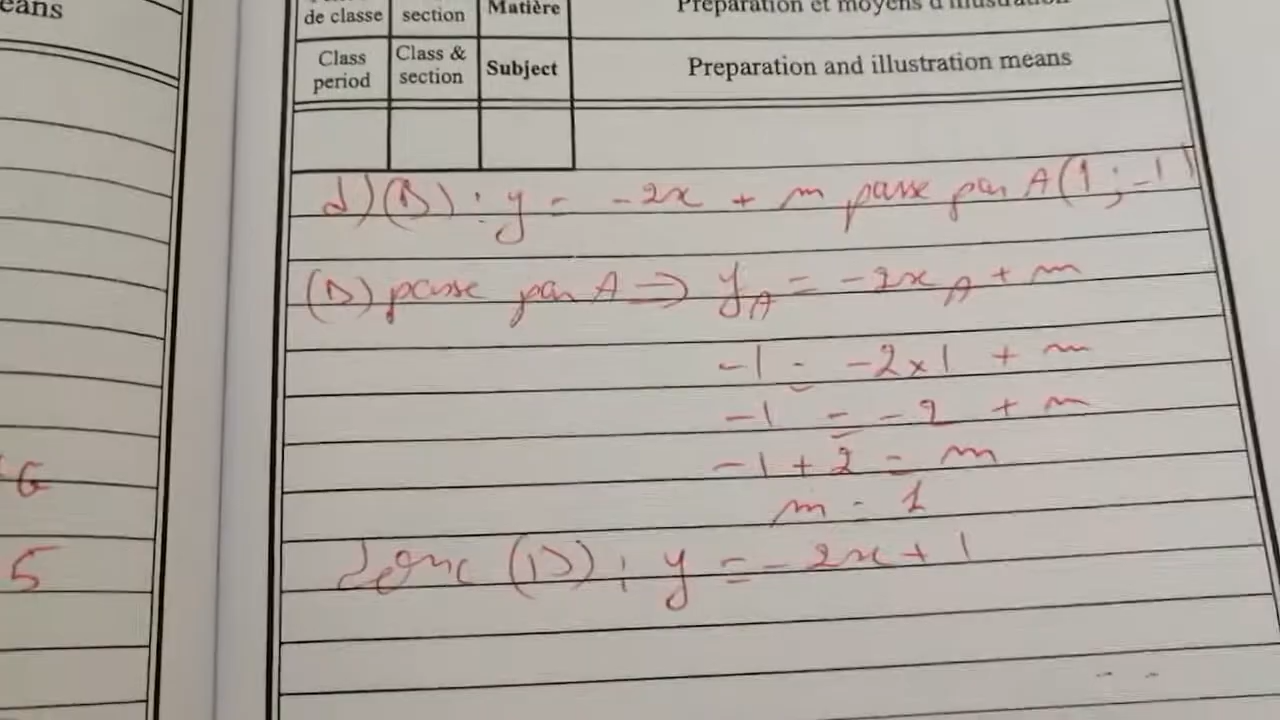 eans
de classe
section
Matière
Préparation et moyens d'illustration
Class period
Class & section
Subject
Preparation and illustration means
d) (D) : y = -2x + m passe par A(1 ; -1)
(D) passe par A ⇒ y_A = -2x_A + m
-1 = -2×1 + m
-1 = -2 + m
-1 + 2 = m
m = 1
Donc (D) : y = -2x + 1
6
5